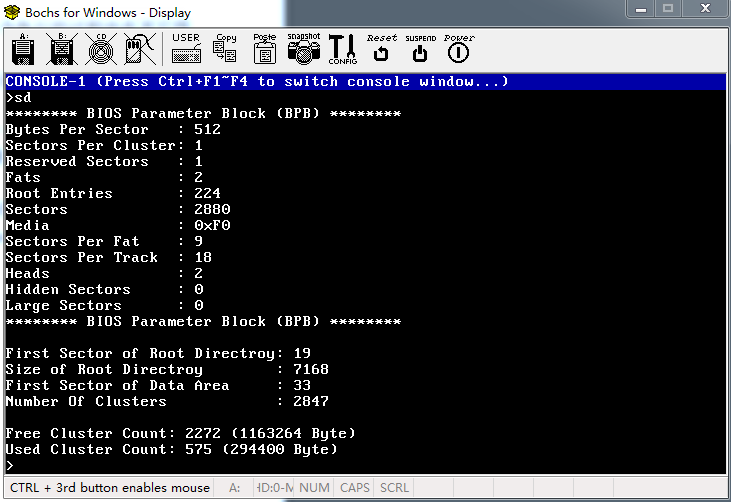 Bochs for Windows - Display
A: B: CD USER Copy Paste snapshot CONFIG Reset SUSPEND Power
CONSOLE-1 (Press Ctrl+F1~F4 to switch console window...)
>sd
******** BIOS Parameter Block (BPB) ********
Bytes Per Sector : 512
Sectors Per Cluster: 1
Reserved Sectors : 1
Fats : 2
Root Entries : 224
Sectors : 2880
Media : 0xF0
Sectors Per Fat : 9
Sectors Per Track : 18
Heads : 2
Hidden Sectors : 0
Large Sectors : 0
******** BIOS Parameter Block (BPB) ********
First Sector of Root Directroy: 19
Size of Root Directroy : 7168
First Sector of Data Area : 33
Number Of Clusters : 2847
Free Cluster Count: 2272 (1163264 Byte)
Used Cluster Count: 575 (294400 Byte)
>
CTRL + 3rd button enables mouse A: HD:0-M NUM CAPS SCRL